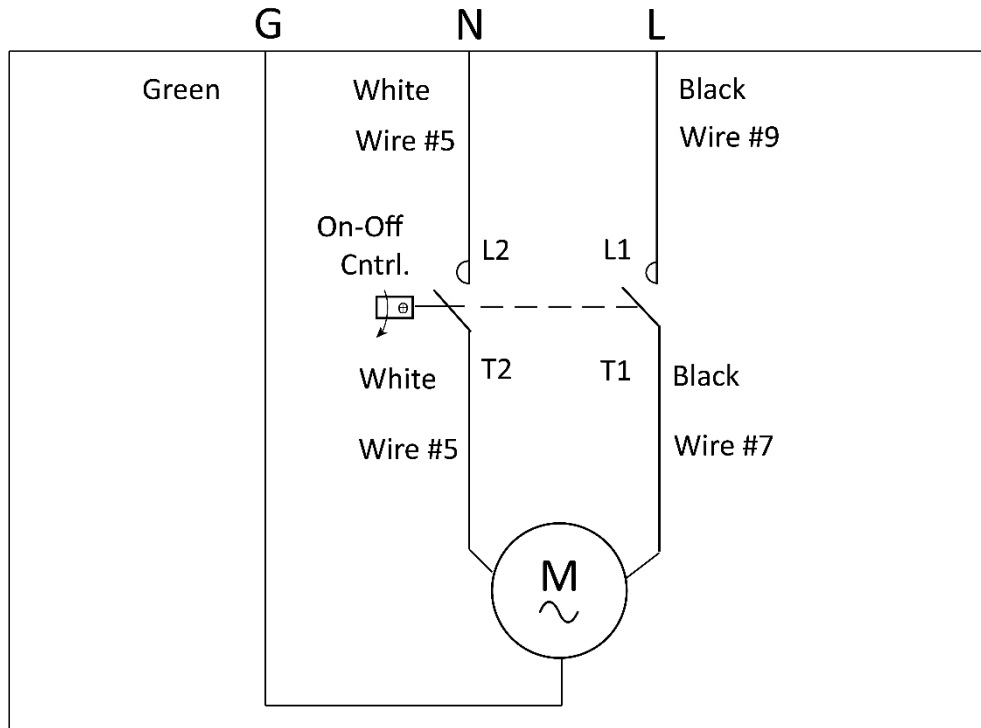 G N L
Green White Black
Wire #5 Wire #9
On-Off
Cntrl.
L2 L1
White T2 T1 Black
Wire #5 Wire #7
M